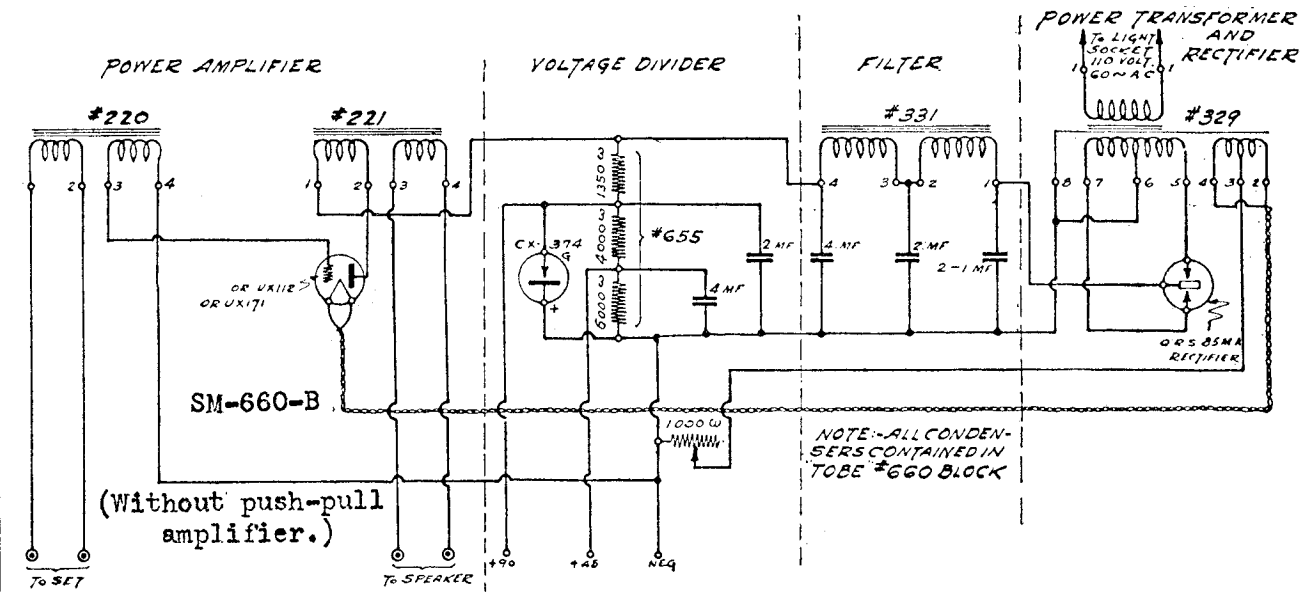 POWER TRANSFORMER
AND
RECTIFIER
POWER AMPLIFIER
VOLTAGE DIVIDER
FILTER
TO LIGHT
SOCKET
110 VOLT.
60~AC
1
1
#220
#221
#331
#329
1
2
3
4
1
2
3
4
4
3
2
1
8
7
6
5
4
3
2
1350 ω
4000 ω
6000 ω
#655
CX-374
G
+
2 MF
4 MF
4 MF
2 MF
2-1 MF
OR UX112
OR UX171
QRS 85MA
RECTIFIER
SM-660-B
1000 ω
NOTE:-ALL CONDEN-
SERS CONTAINED IN
TOBE #660 BLOCK
(Without push-pull
amplifier.)
TO SET
TO SPEAKER
+90
+45
NEG